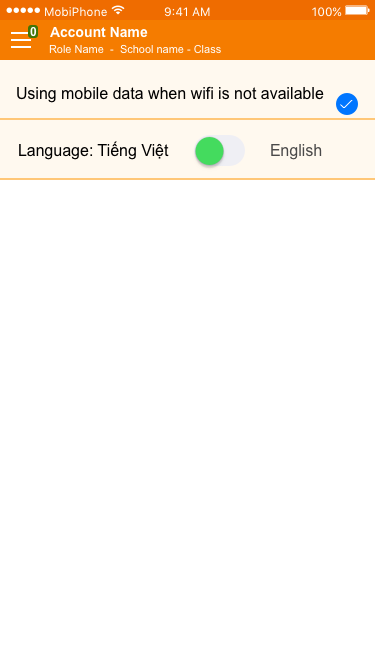 MobiPhone 9:41 AM 100%
0 Account Name
Role Name - School name - Class
Using mobile data when wifi is not available
Language: Tiếng Việt English